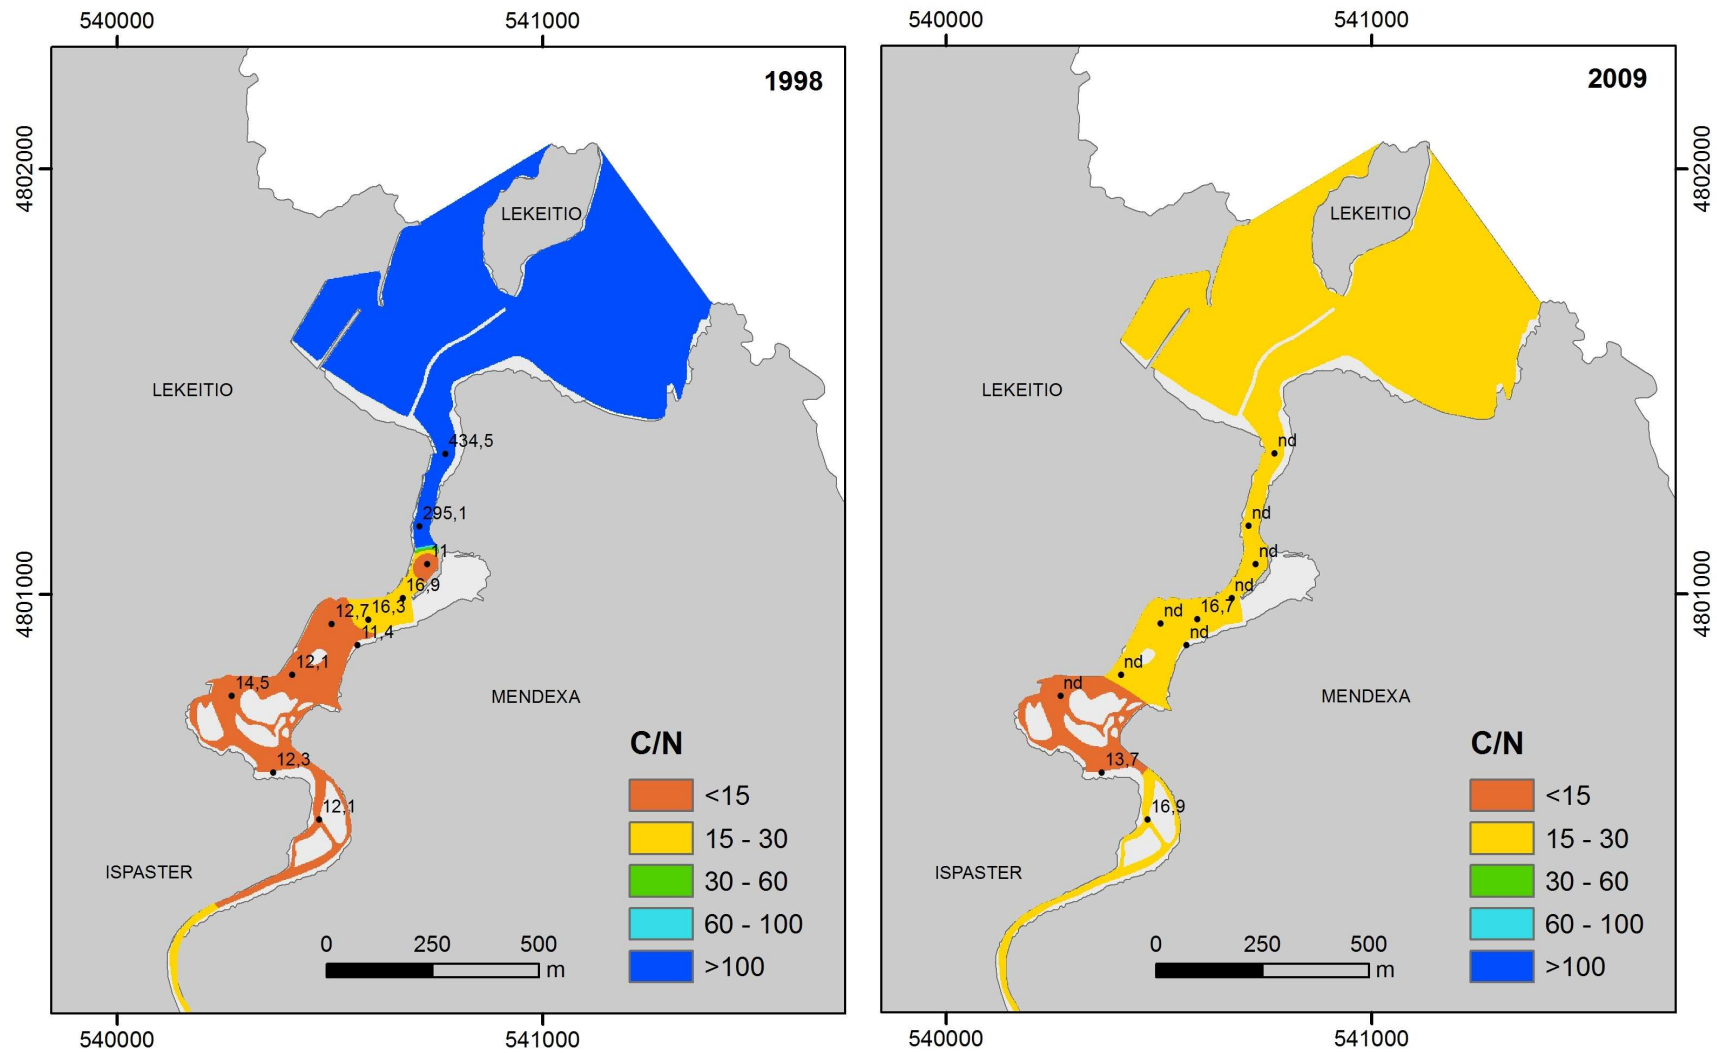 540000 541000
1998
4802000
4801000
LEKEITIO
LEKEITIO
434,5
295,1
11
16,9
16,3
12,7
11,4
12,1
14,5
MENDEXA
12,3
12,1
ISPASTER
C/N
<15
15 - 30
30 - 60
60 - 100
>100
0 250 500
m
540000 541000
540000 541000
2009
4802000
4801000
LEKEITIO
LEKEITIO
nd
nd
nd
nd
16,7
nd
nd
nd
nd
MENDEXA
13,7
16,9
ISPASTER
C/N
<15
15 - 30
30 - 60
60 - 100
>100
0 250 500
m
540000 541000